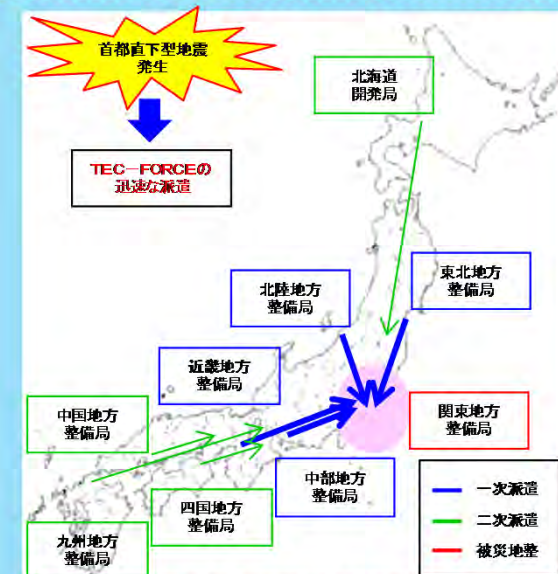 首都直下型地震
発生
TEC－FORCEの
迅速な派遣
北海道
開発局
東北地方
整備局
北陸地方
整備局
近畿地方
整備局
中国地方
整備局
関東地方
整備局
中部地方
整備局
四国地方
整備局
九州地方
整備局
一次派遣
二次派遣
被災地整